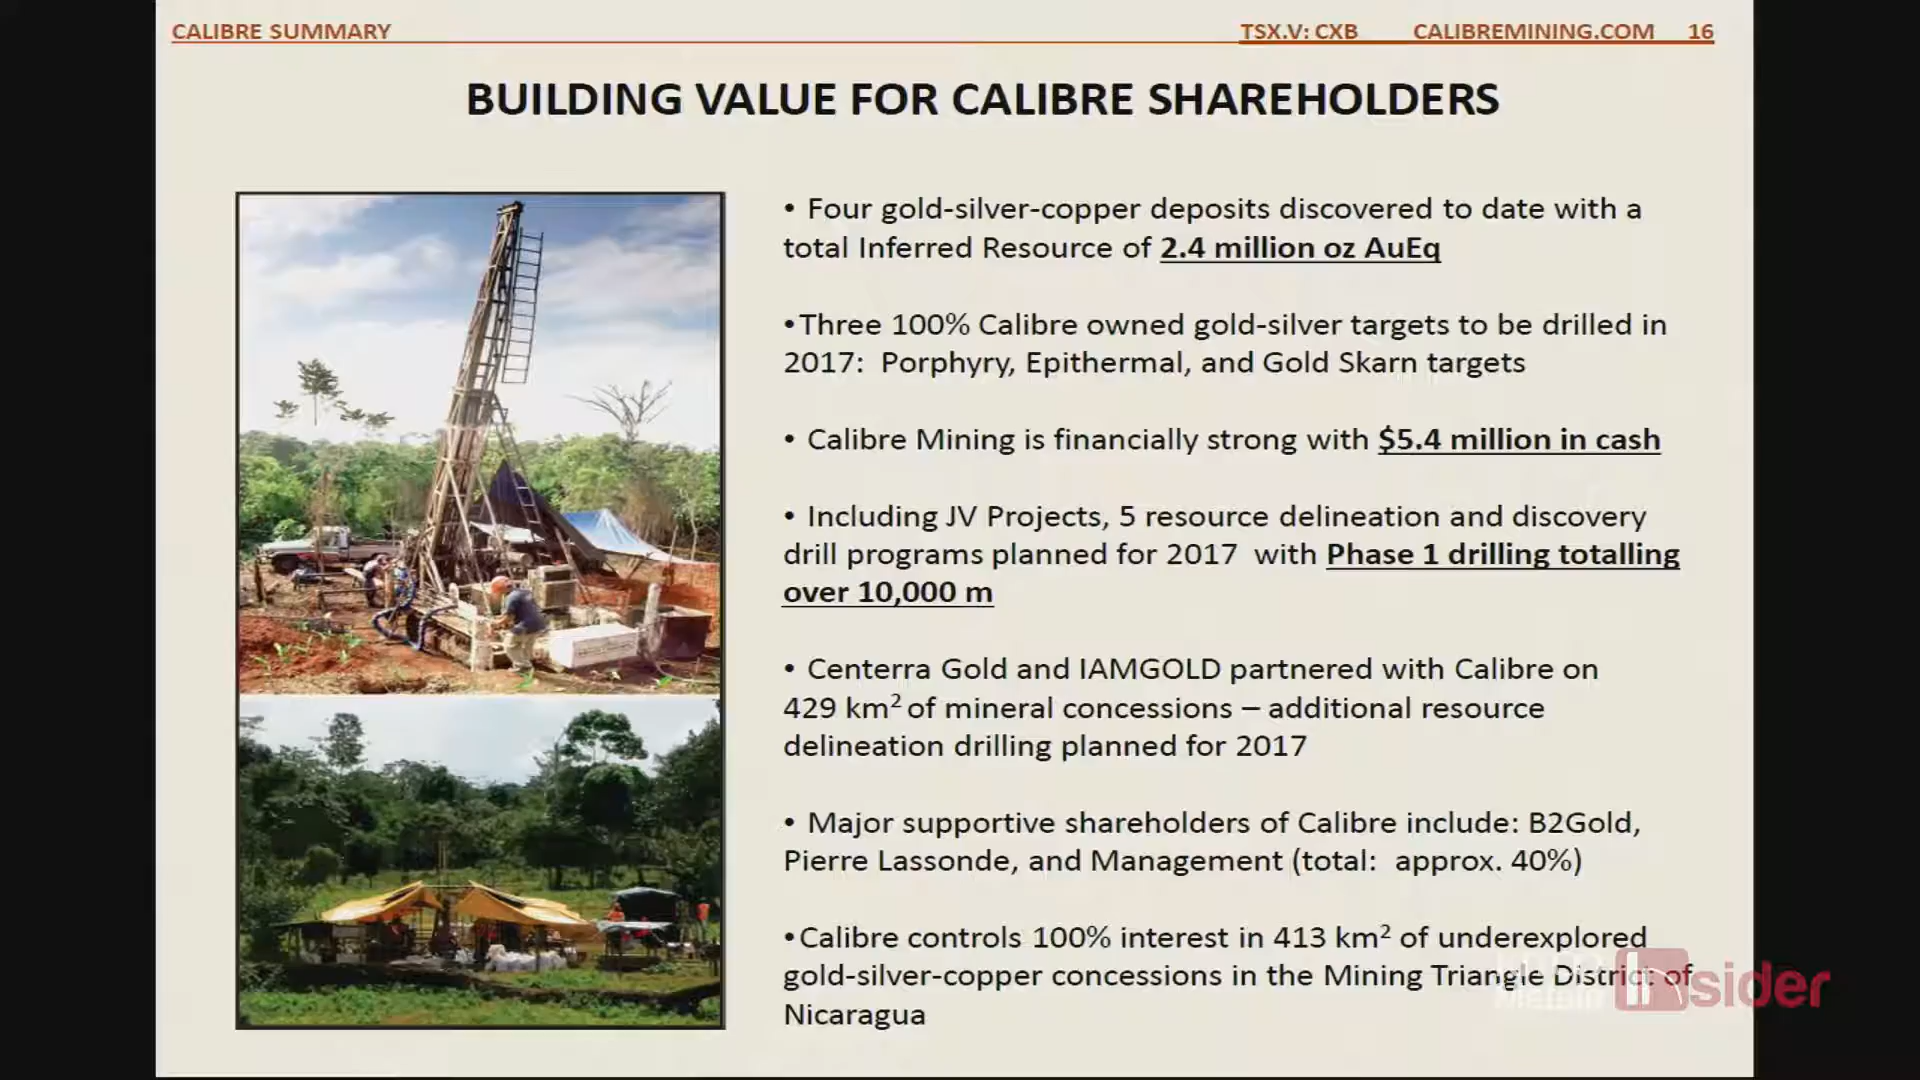 CALIBRE SUMMARY
TSX.V: CXB CALIBREMINING.COM 16
BUILDING VALUE FOR CALIBRE SHAREHOLDERS
• Four gold-silver-copper deposits discovered to date with a
total Inferred Resource of 2.4 million oz AuEq
•Three 100% Calibre owned gold-silver targets to be drilled in
2017: Porphyry, Epithermal, and Gold Skarn targets
• Calibre Mining is financially strong with $5.4 million in cash
• Including JV Projects, 5 resource delineation and discovery
drill programs planned for 2017 with Phase 1 drilling totalling
over 10,000 m
• Centerra Gold and IAMGOLD partnered with Calibre on
429 km² of mineral concessions – additional resource
delineation drilling planned for 2017
• Major supportive shareholders of Calibre include: B2Gold,
Pierre Lassonde, and Management (total: approx. 40%)
•Calibre controls 100% interest in 413 km² of underexplored
gold-silver-copper concessions in the Mining Triangle District of
Nicaragua
Insider